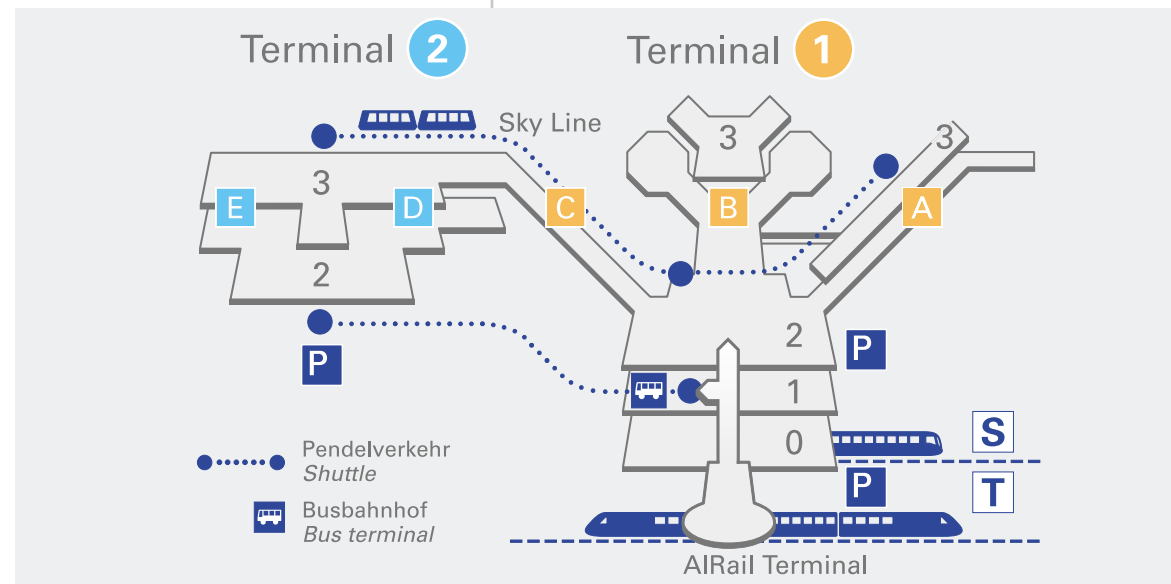 Terminal 2
Terminal 1
Sky Line
3
3
3
E
D
C
B
A
2
2
P
P
1
0
S
P
T
Pendelverkehr
Shuttle
Busbahnhof
Bus terminal
AIRail Terminal